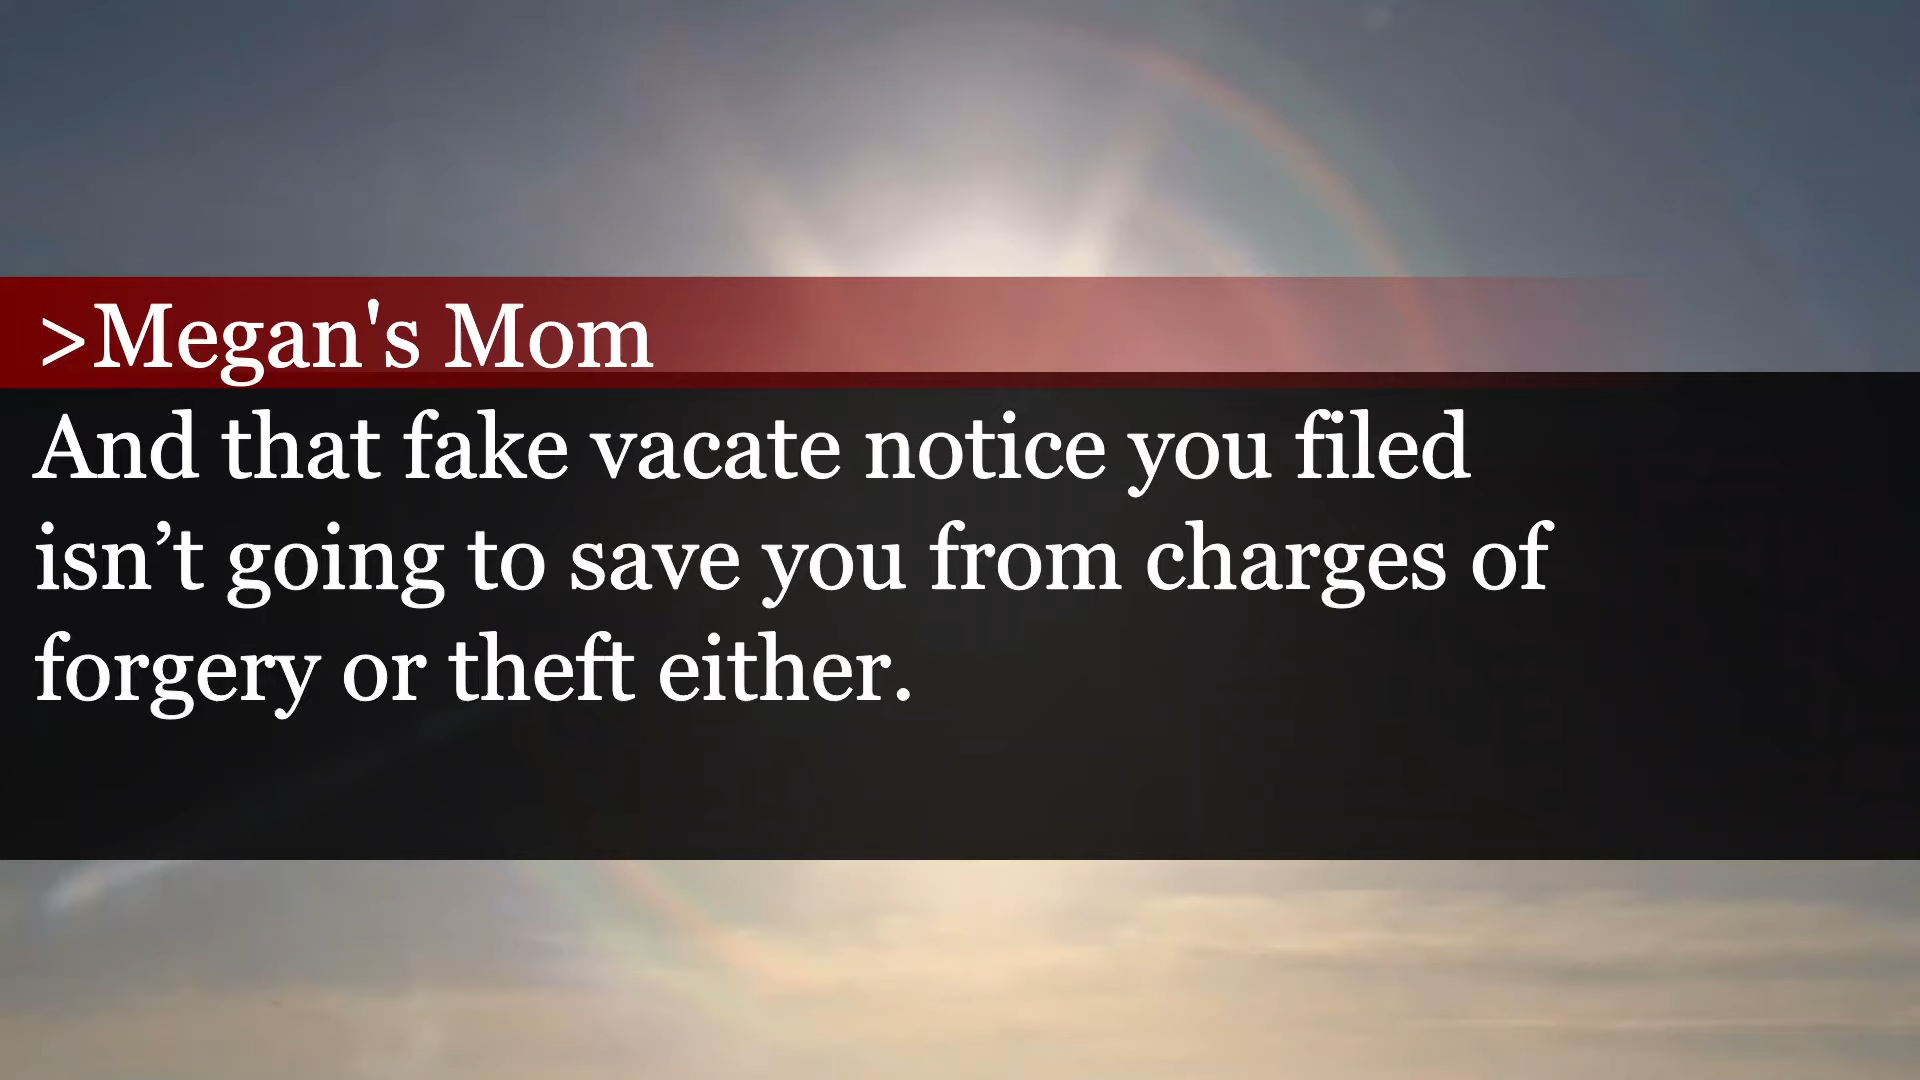 >Megan's Mom
And that fake vacate notice you filed
isn’t going to save you from charges of
forgery or theft either.